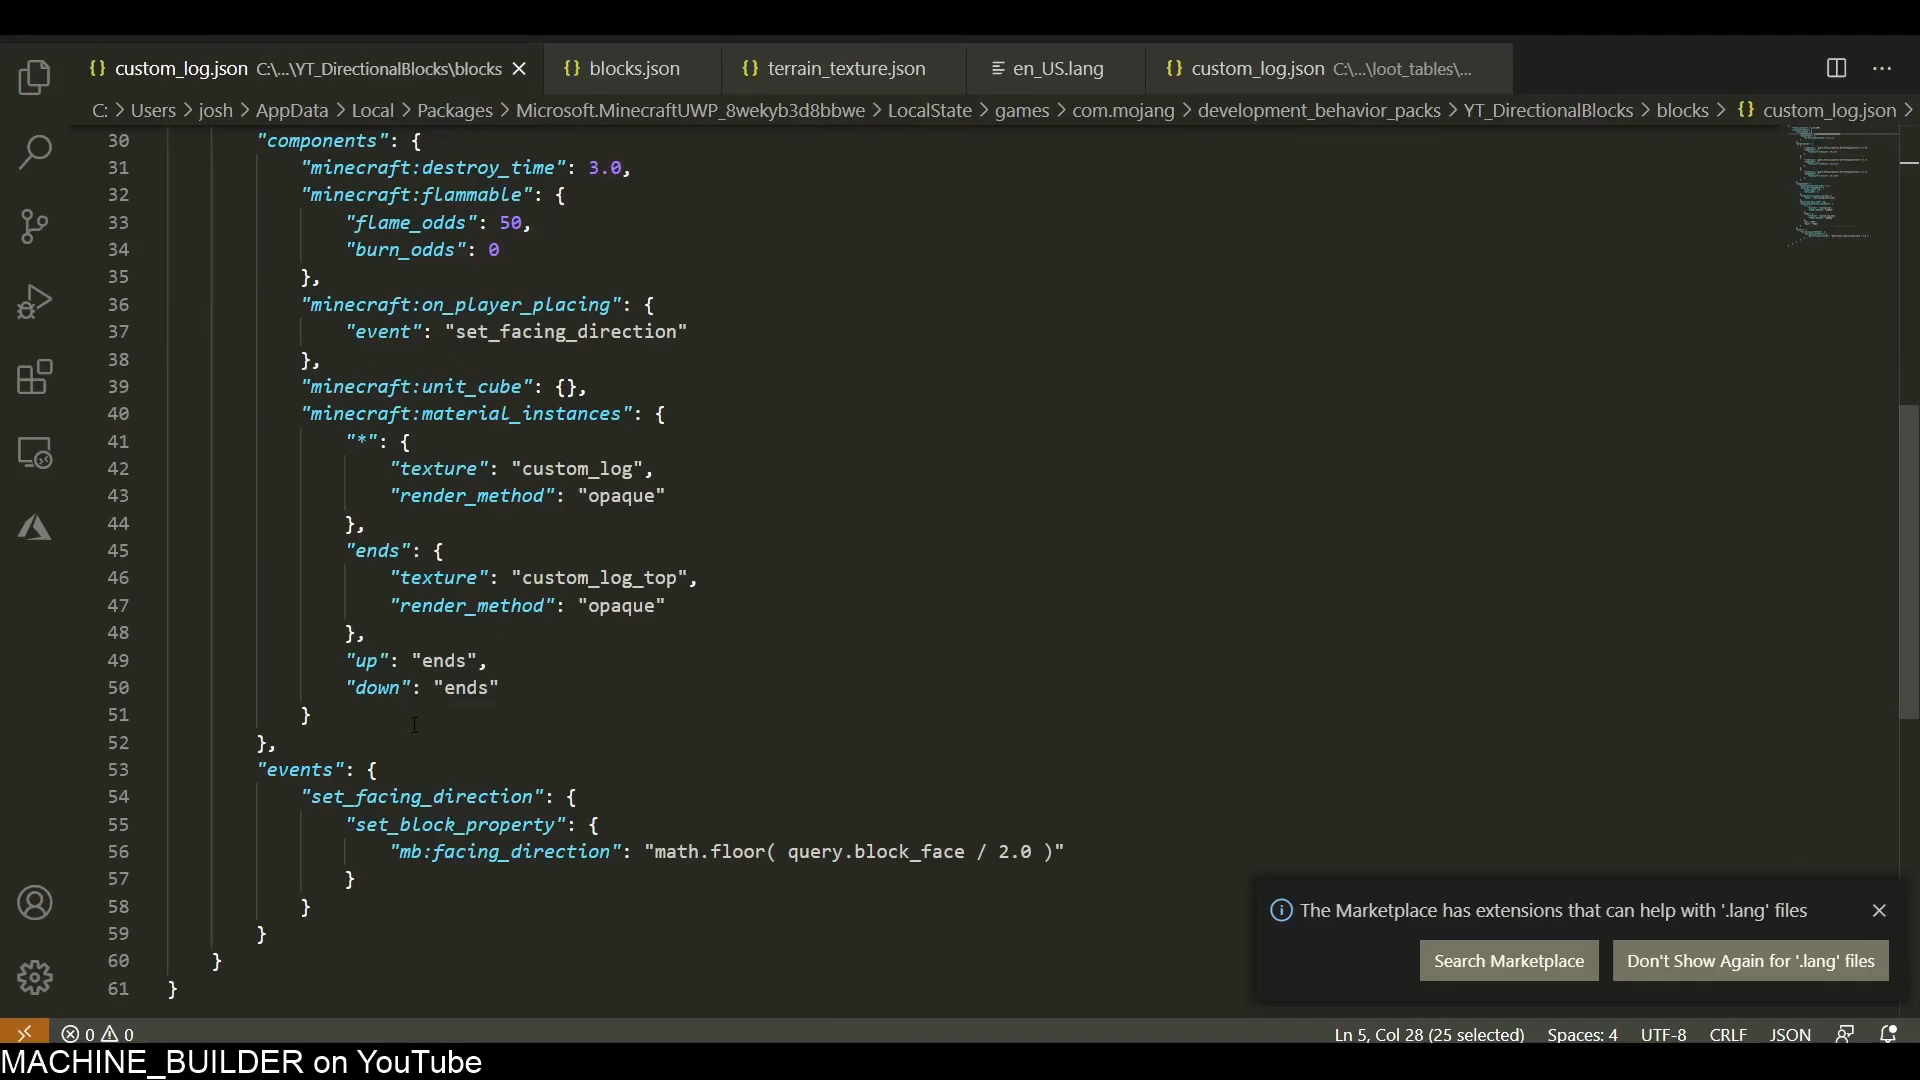 custom_log.json C:\...\YT_DirectionalBlocks\blocks
blocks.json
terrain_texture.json
en_US.lang
custom_log.json C:\...\loot_tables\...
C: > Users > josh > AppData > Local > Packages > Microsoft.MinecraftUWP_8wekyb3d8bbwe > LocalState > games > com.mojang > development_behavior_packs > YT_DirectionalBlocks > blocks > {} custom_log.json >
30 "components": {
31 "minecraft:destroy_time": 3.0,
32 "minecraft:flammable": {
33 "flame_odds": 50,
34 "burn_odds": 0
35 },
36 "minecraft:on_player_placing": {
37 "event": "set_facing_direction"
38 },
39 "minecraft:unit_cube": {},
40 "minecraft:material_instances": {
41 "*": {
42 "texture": "custom_log",
43 "render_method": "opaque"
44 },
45 "ends": {
46 "texture": "custom_log_top",
47 "render_method": "opaque"
48 },
49 "up": "ends",
50 "down": "ends"
51 }
52 },
53 "events": {
54 "set_facing_direction": {
55 "set_block_property": {
56 "mb:facing_direction": "math.floor( query.block_face / 2.0 )"
57 }
58 }
59 }
60 }
61 }
The Marketplace has extensions that can help with '.lang' files
Search Marketplace
Don't Show Again for '.lang' files
0 0
Ln 5, Col 28 (25 selected) Spaces: 4 UTF-8 CRLF JSON
MACHINE_BUILDER on YouTube